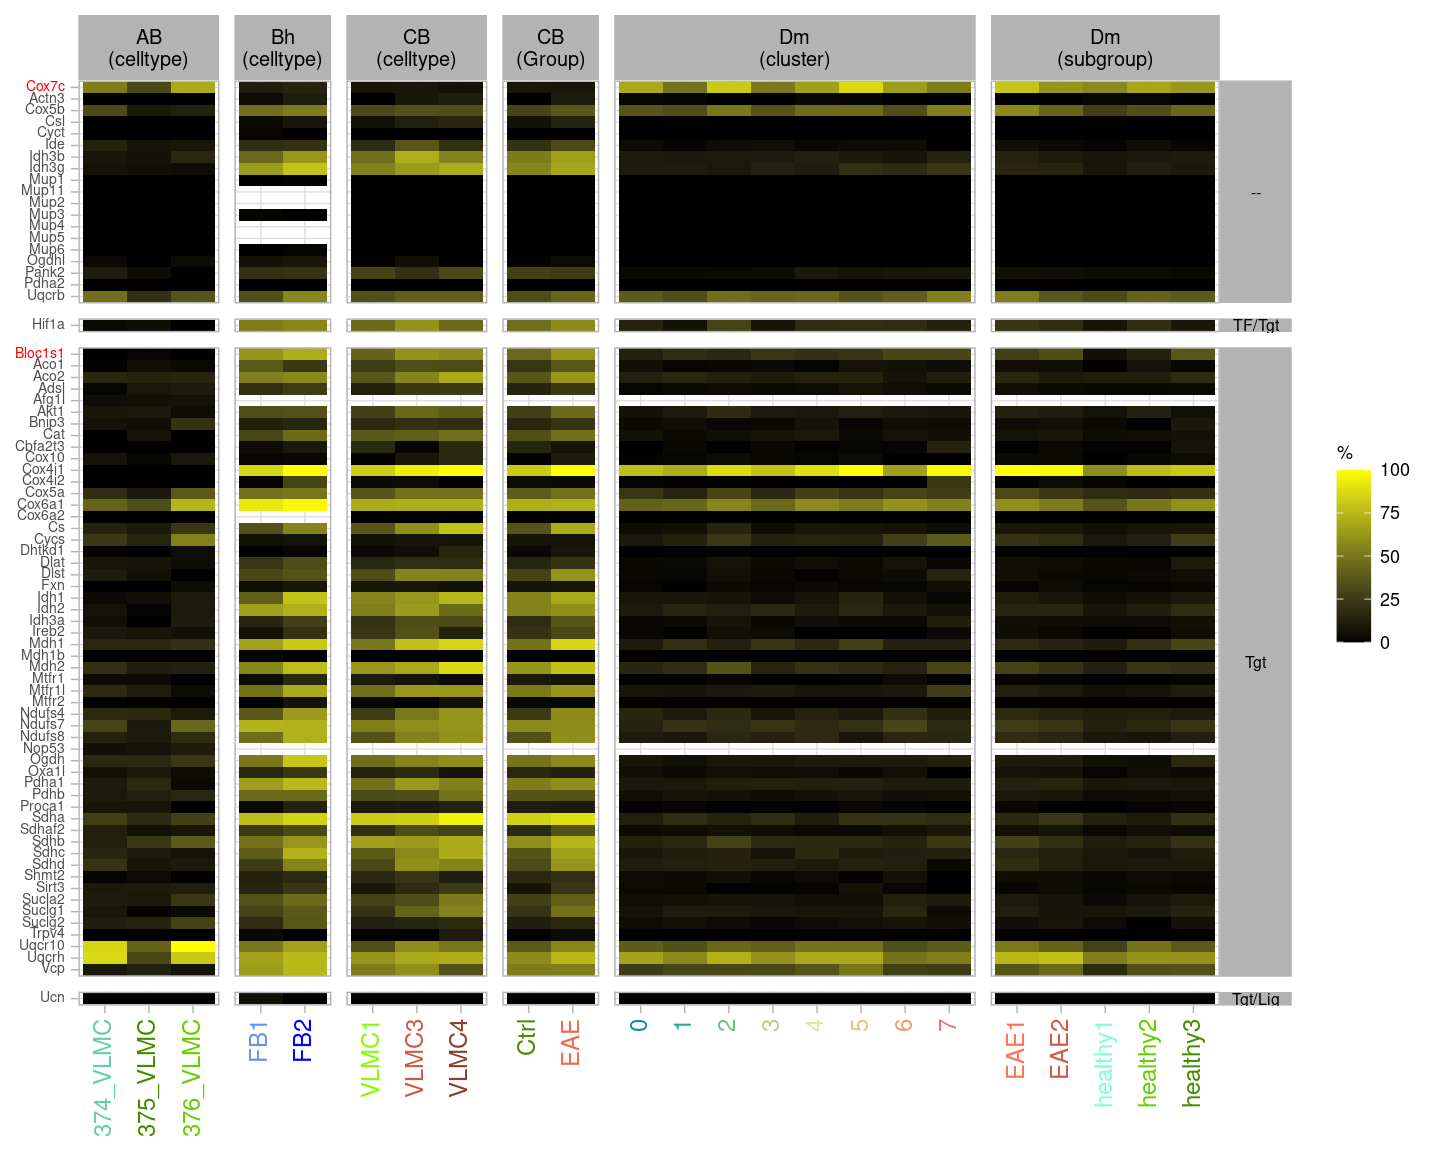 AB
(celltype)
Bh
(celltype)
CB
(celltype)
CB
(Group)
Dm
(cluster)
Dm
(subgroup)
Cox7c
Actn3
Cox5b
Csl
Cyct
Ide
Idh3b
Idh3g
Mup1
Mup11
Mup2
Mup3
Mup4
Mup5
Mup6
Ogdhl
Pank2
Pdha2
Uqcrb
--
Hif1a
TF/Tgt
Bloc1s1
Aco1
Aco2
Adsl
Afg1l
Akt1
Bnip3
Cat
Cbfa2t3
Cox10
Cox4i1
Cox4i2
Cox5a
Cox6a1
Cox6a2
Cs
Cycs
Dhtkd1
Dlat
Dlst
Fxn
Idh1
Idh2
Idh3a
Ireb2
Mdh1
Mdh1b
Mdh2
Mtfr1
Mtfr1l
Mtfr2
Ndufs4
Ndufs7
Ndufs8
Nop53
Ogdh
Oxa1l
Pdha1
Pdhb
Proca1
Sdha
Sdhaf2
Sdhb
Sdhc
Sdhd
Shmt2
Sirt3
Sucla2
Suclg1
Suclg2
Trpv4
Uqcr10
Uqcrh
Vcp
Tgt
Ucn
Tgt/Lig
374_VLMC
375_VLMC
376_VLMC
FB1
FB2
VLMC1
VLMC3
VLMC4
Ctrl
EAE
0
1
2
3
4
5
6
7
EAE1
EAE2
healthy1
healthy2
healthy3
%
100
75
50
25
0